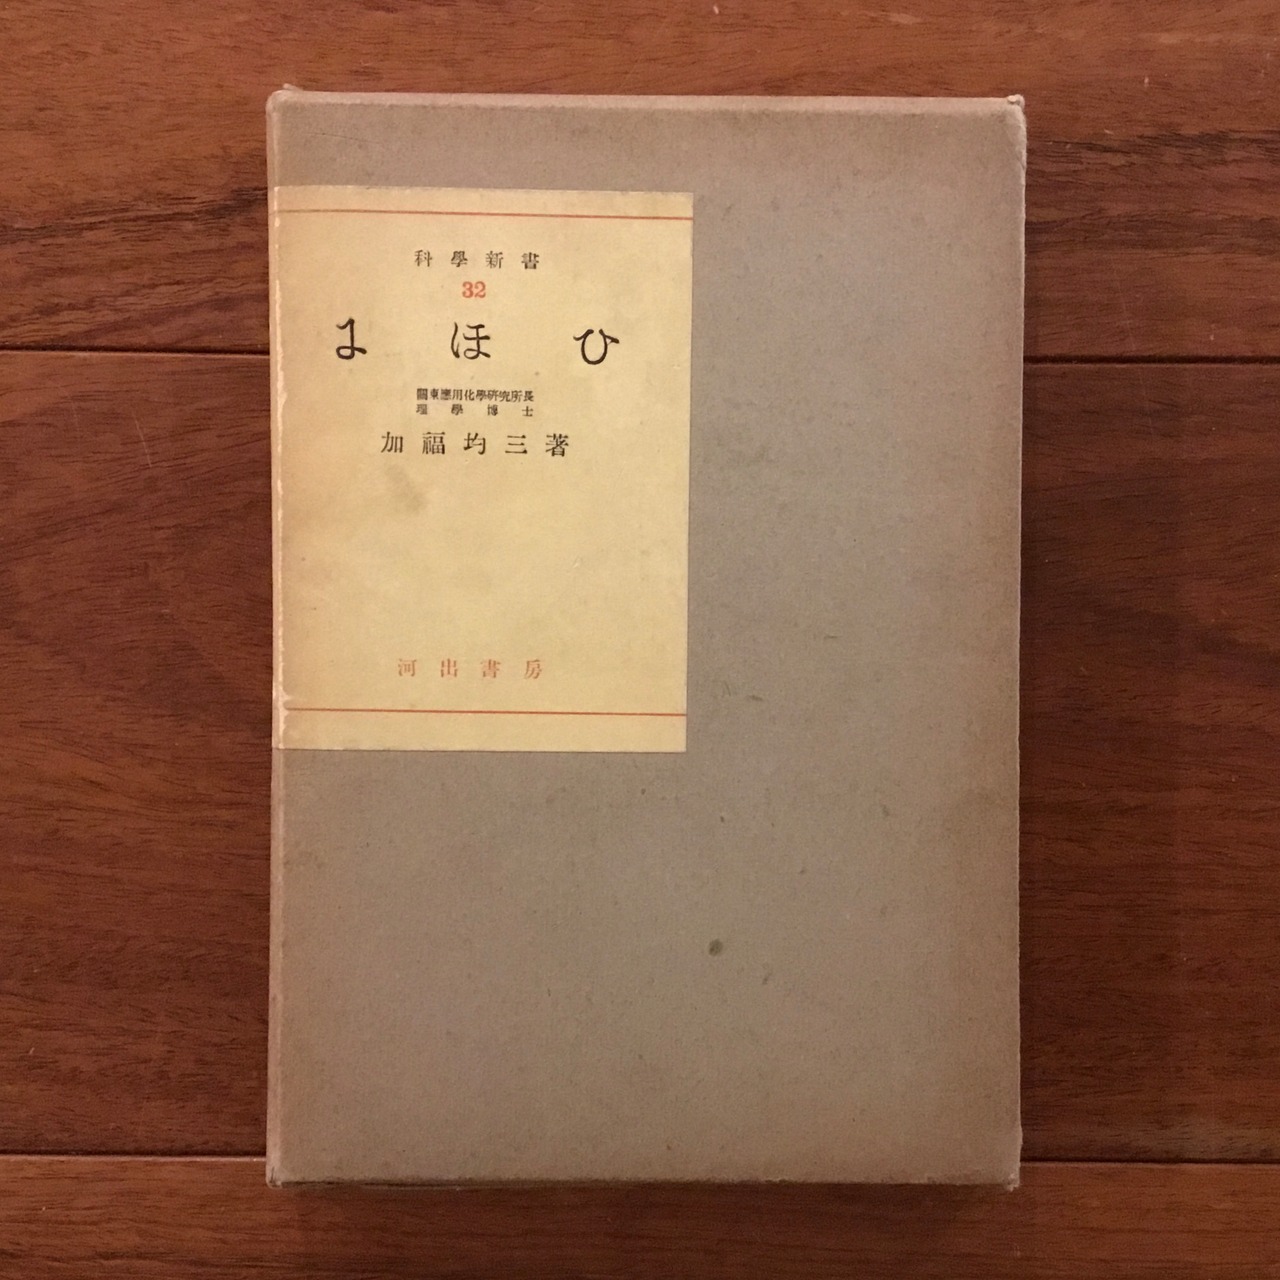 科學新書
32
にほひ
關東應用化學研究所長
理學博士
加福均三著
河出書房